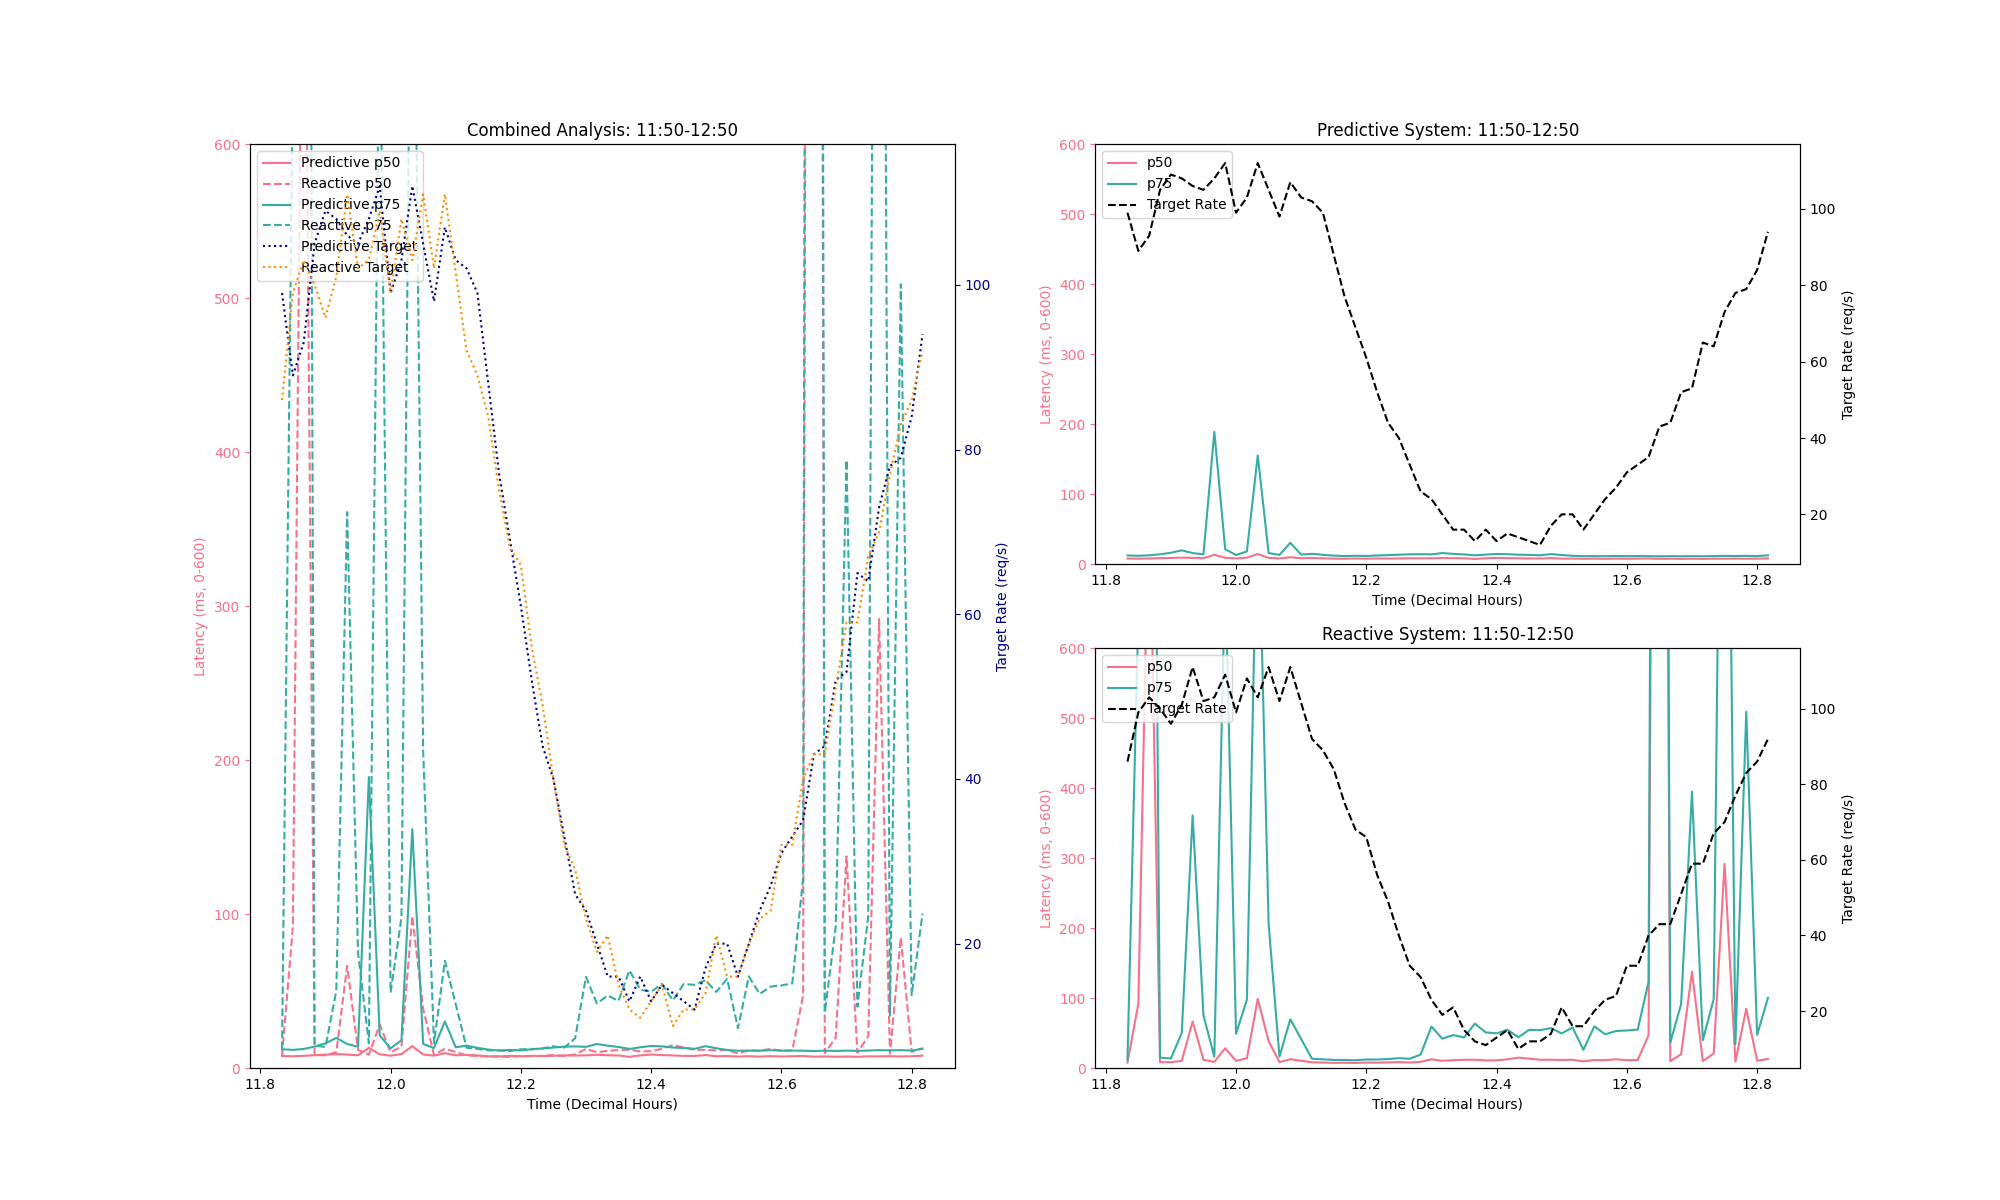 Combined Analysis: 11:50-12:50
Predictive p50
Reactive p50
Predictive p75
Reactive p75
Predictive Target
Reactive Target
600
500
400
300
200
100
0
Latency (ms, 0-600)
100
80
60
40
20
Target Rate (req/s)
11.8 12.0 12.2 12.4 12.6 12.8
Time (Decimal Hours)
Predictive System: 11:50-12:50
p50
p75
Target Rate
600
500
400
300
200
100
0
Latency (ms, 0-600)
100
80
60
40
20
Target Rate (req/s)
11.8 12.0 12.2 12.4 12.6 12.8
Time (Decimal Hours)
Reactive System: 11:50-12:50
p50
p75
Target Rate
600
500
400
300
200
100
0
Latency (ms, 0-600)
100
80
60
40
20
Target Rate (req/s)
11.8 12.0 12.2 12.4 12.6 12.8
Time (Decimal Hours)